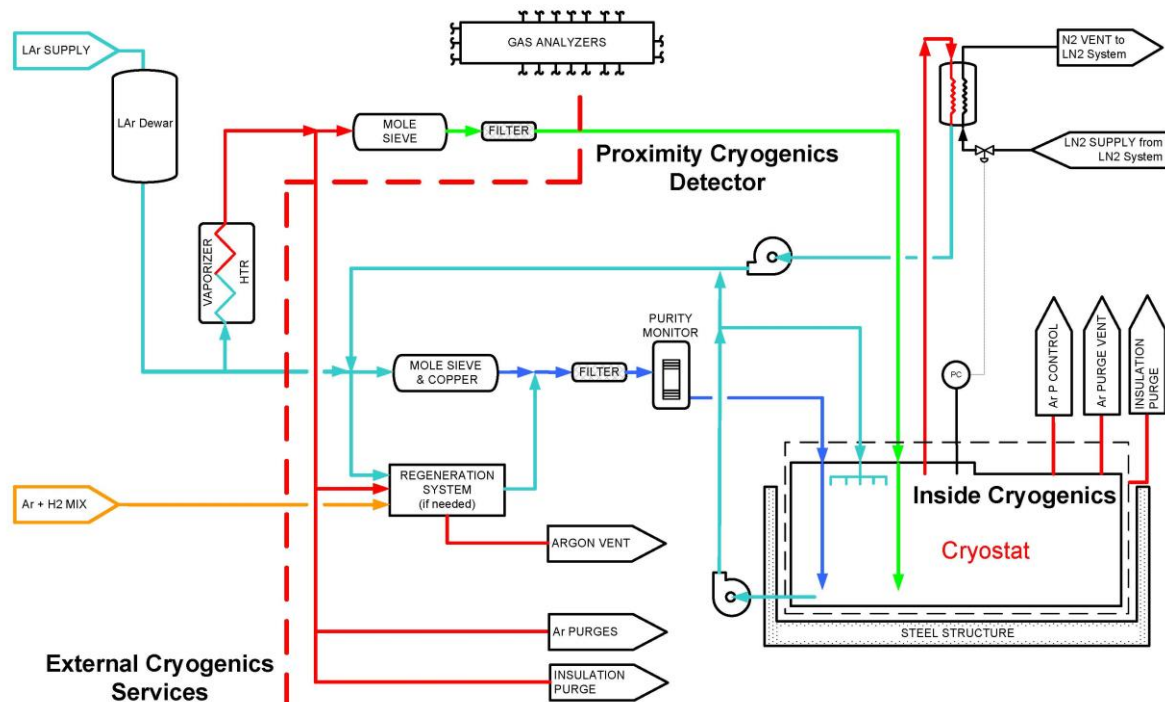 LAr SUPPLY
GAS ANALYZERS
N2 VENT to
LN2 System
LAr Dewar
MOLE
SIEVE
FILTER
LN2 SUPPLY from
LN2 System
Proximity Cryogenics
Detector
VAPORIZER
HTR
PURITY
MONITOR
MOLE SIEVE
& COPPER
FILTER
PC
Ar P CONTROL
Ar PURGE VENT
INSULATION
PURGE
REGENERATION
SYSTEM
(if needed)
Ar + H2 MIX
Inside Cryogenics
ARGON VENT
Cryostat
Ar PURGES
STEEL STRUCTURE
External Cryogenics
Services
INSULATION
PURGE